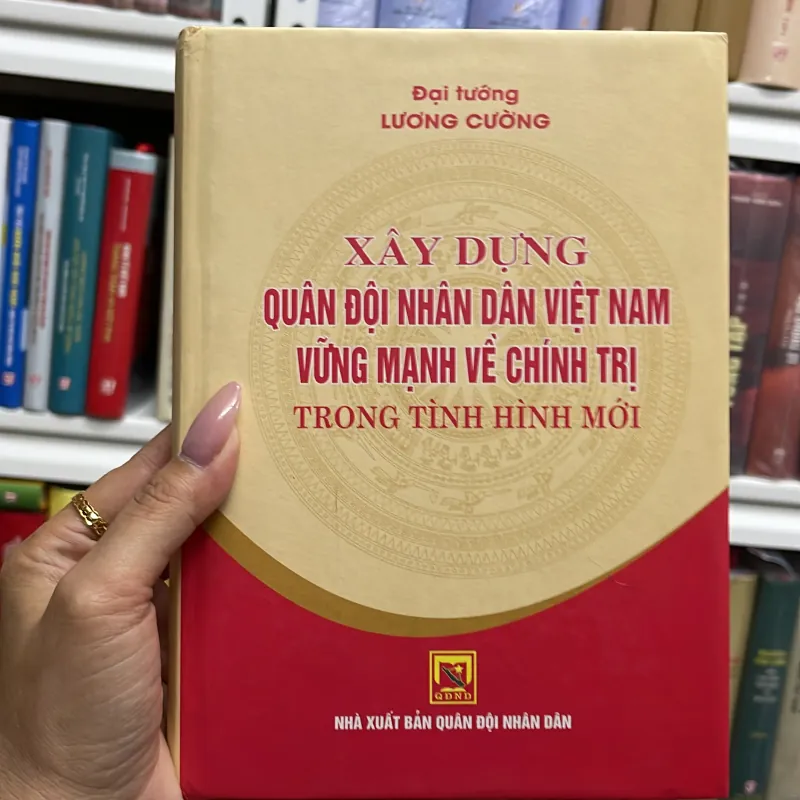 Đại tướng
LƯƠNG CƯỜNG
XÂY DỰNG
QUÂN ĐỘI NHÂN DÂN VIỆT NAM
VỮNG MẠNH VỀ CHÍNH TRỊ
TRONG TÌNH HÌNH MỚI
QĐND
NHÀ XUẤT BẢN QUÂN ĐỘI NHÂN DÂN